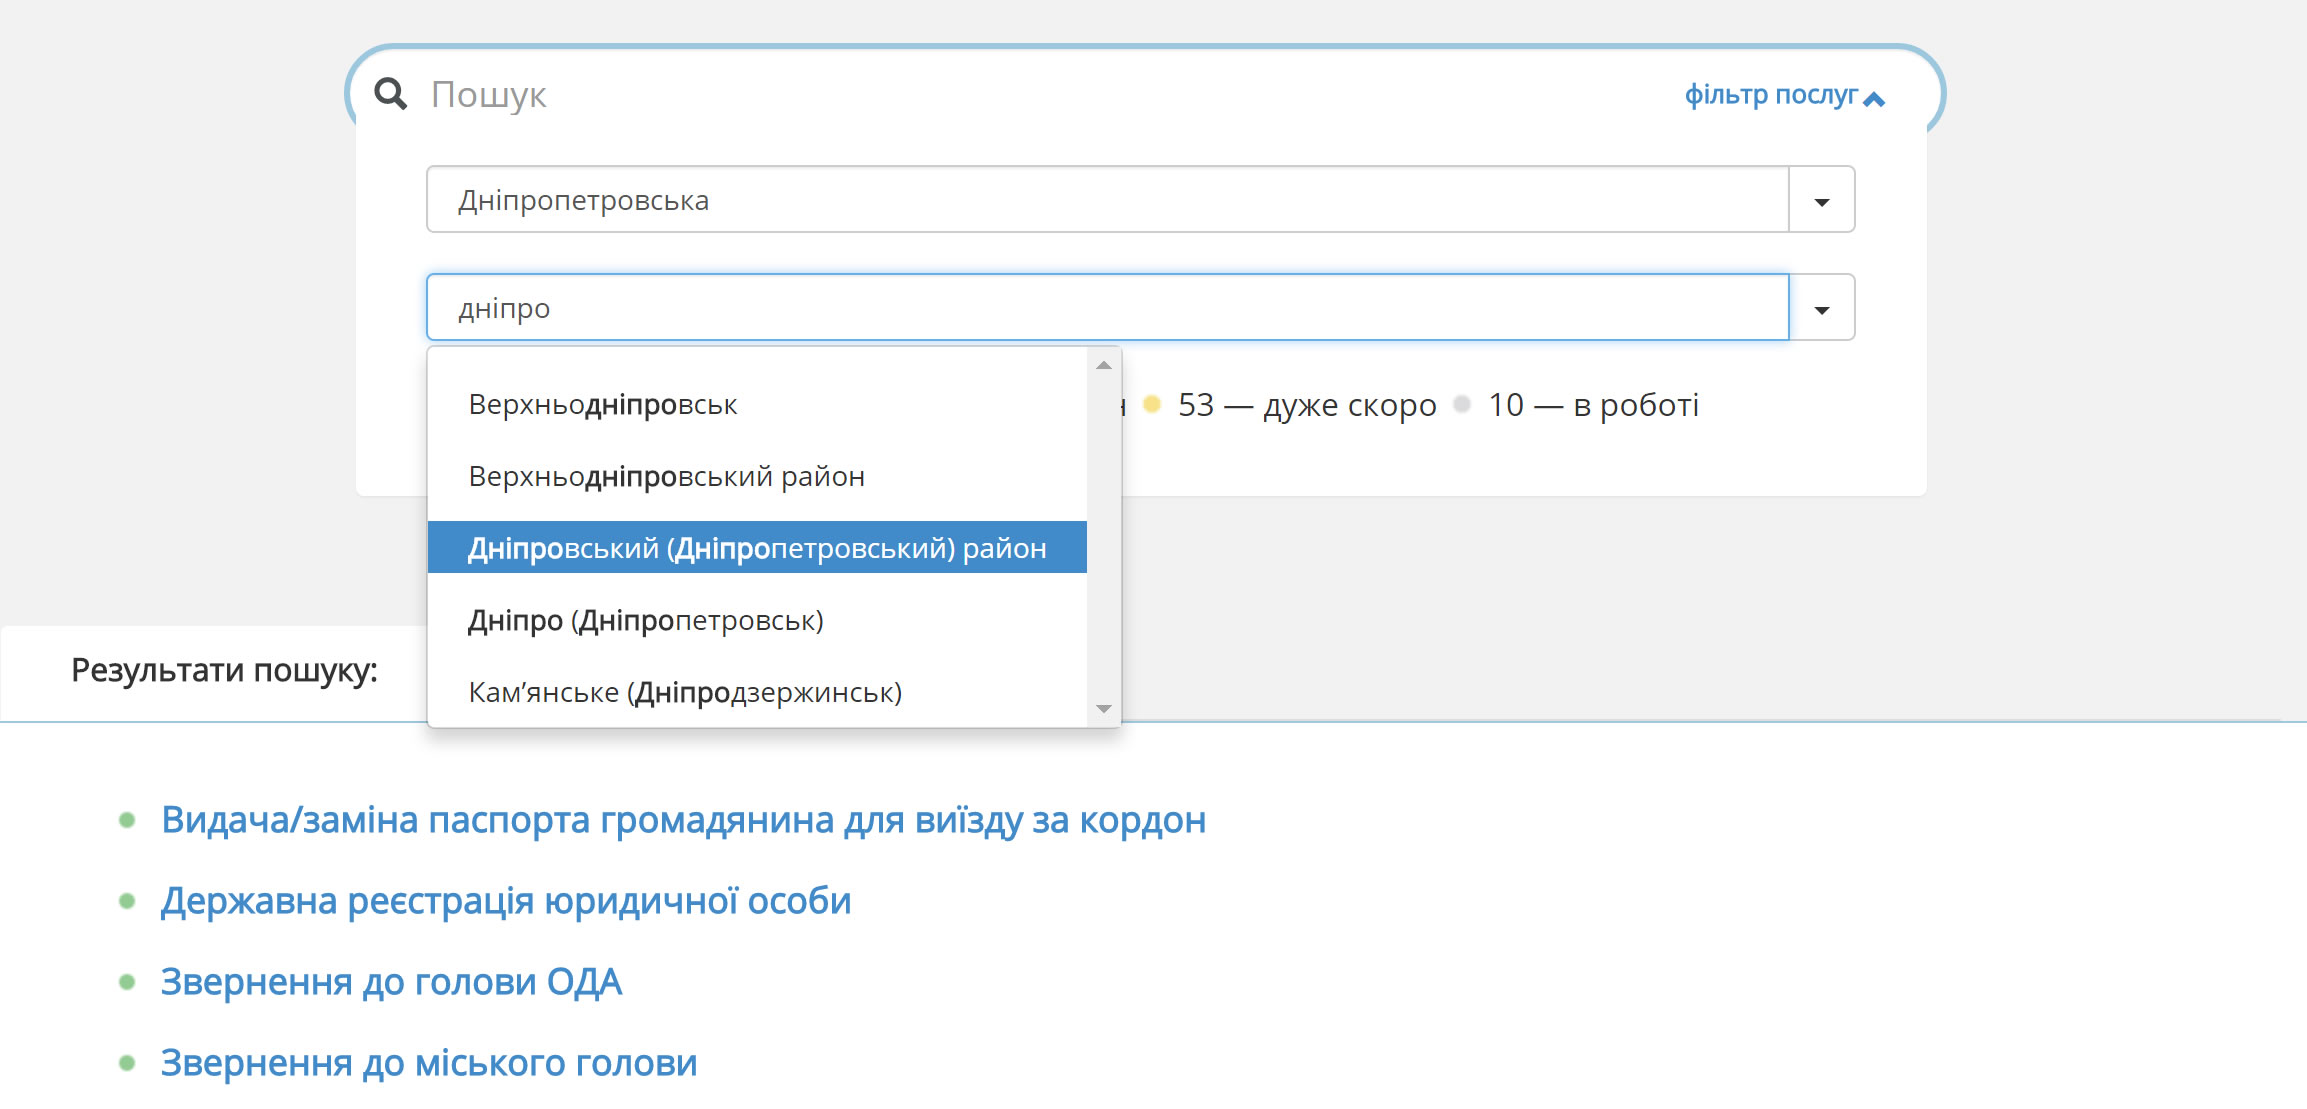 Пошук
фільтр послуг
Дніпропетровська
дніпро
Верхньодніпровськ
53 — дуже скоро
10 — в роботі
Верхньодніпровський район
Дніпровський (Дніпропетровський) район
Дніпро (Дніпропетровськ)
Кам’янське (Дніпродзержинськ)
Результати пошуку:
Видача/заміна паспорта громадянина для виїзду за кордон
Державна реєстрація юридичної особи
Звернення до голови ОДА
Звернення до міського голови